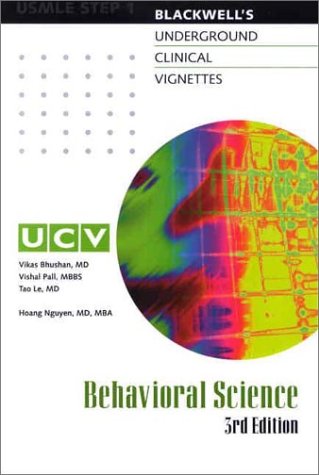 USMLE STEP 1
BLACKWELL'S
UNDERGROUND
CLINICAL
VIGNETTES
UCV
Vikas Bhushan, MD
Vishal Pall, MBBS
Tao Le, MD
Hoang Nguyen, MD, MBA
Behavioral Science
3rd Edition